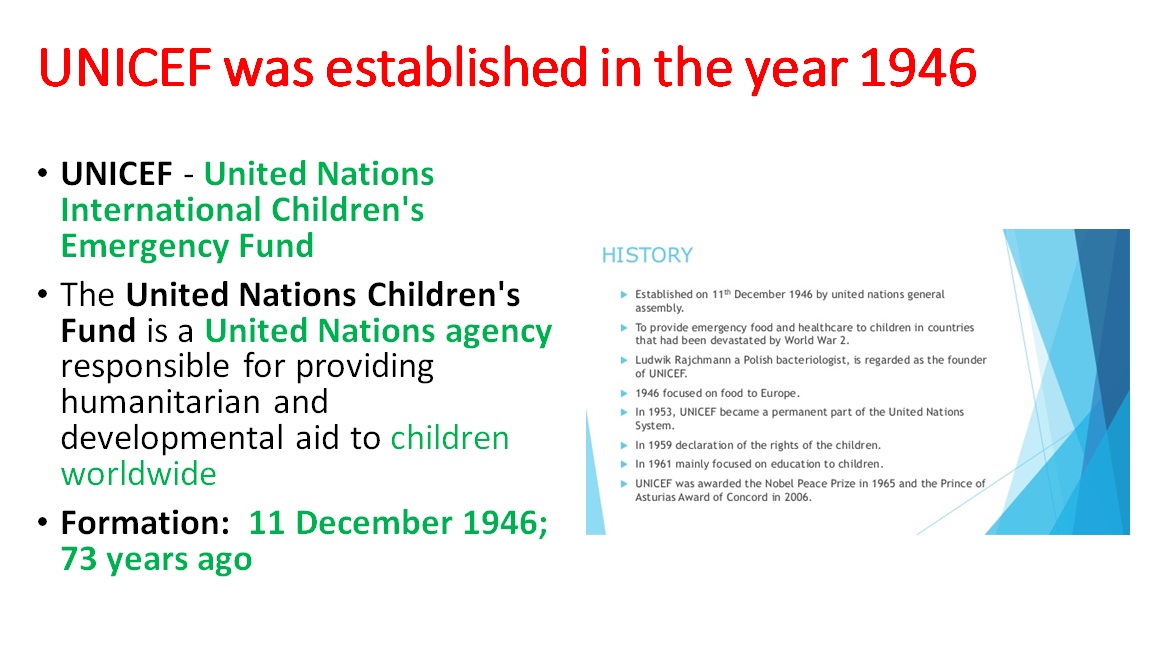 UNICEF was established in the year 1946
• UNICEF - United Nations
International Children's
Emergency Fund
• The United Nations Children's
Fund is a United Nations agency
responsible for providing
humanitarian and
developmental aid to children
worldwide
• Formation: 11 December 1946;
73 years ago
HISTORY
Established on 11th December 1946 by united nations general
assembly.
To provide emergency food and healthcare to children in countries
that had been devastated by World War 2.
Ludwik Rajchmann a Polish bacteriologist, is regarded as the founder
of UNICEF.
1946 focused on food to Europe.
In 1953, UNICEF became a permanent part of the United Nations
System.
In 1959 declaration of the rights of the children.
In 1961 mainly focused on education to children.
UNICEF was awarded the Nobel Peace Prize in 1965 and the Prince of
Asturias Award of Concord in 2006.